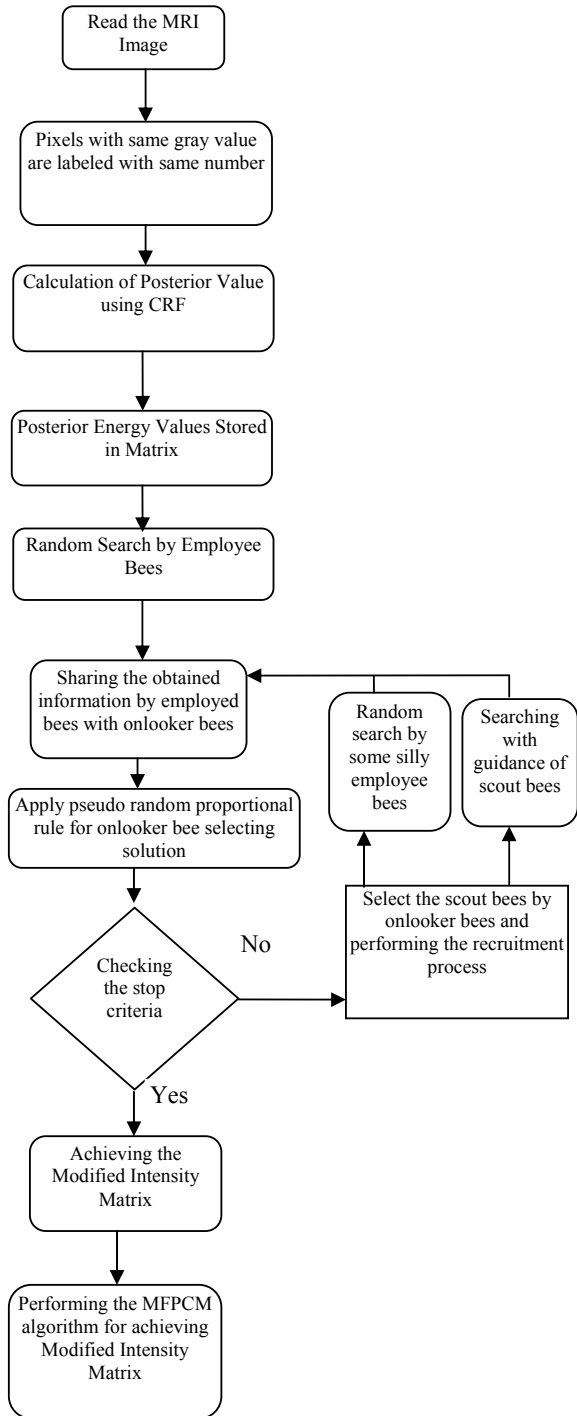 Read the MRI
Image
Pixels with same gray value
are labeled with same number
Calculation of Posterior Value
using CRF
Posterior Energy Values Stored
in Matrix
Random Search by Employee
Bees
Sharing the obtained
information by employed
bees with onlooker bees
Random
search by
some silly
employee
bees
Searching
with
guidance of
scout bees
Apply pseudo random proportional
rule for onlooker bee selecting
solution
Select the scout bees by
onlooker bees and
performing the recruitment
process
No
Checking
the stop
criteria
Yes
Achieving the
Modified Intensity
Matrix
Performing the MFPCM
algorithm for achieving
Modified Intensity
Matrix